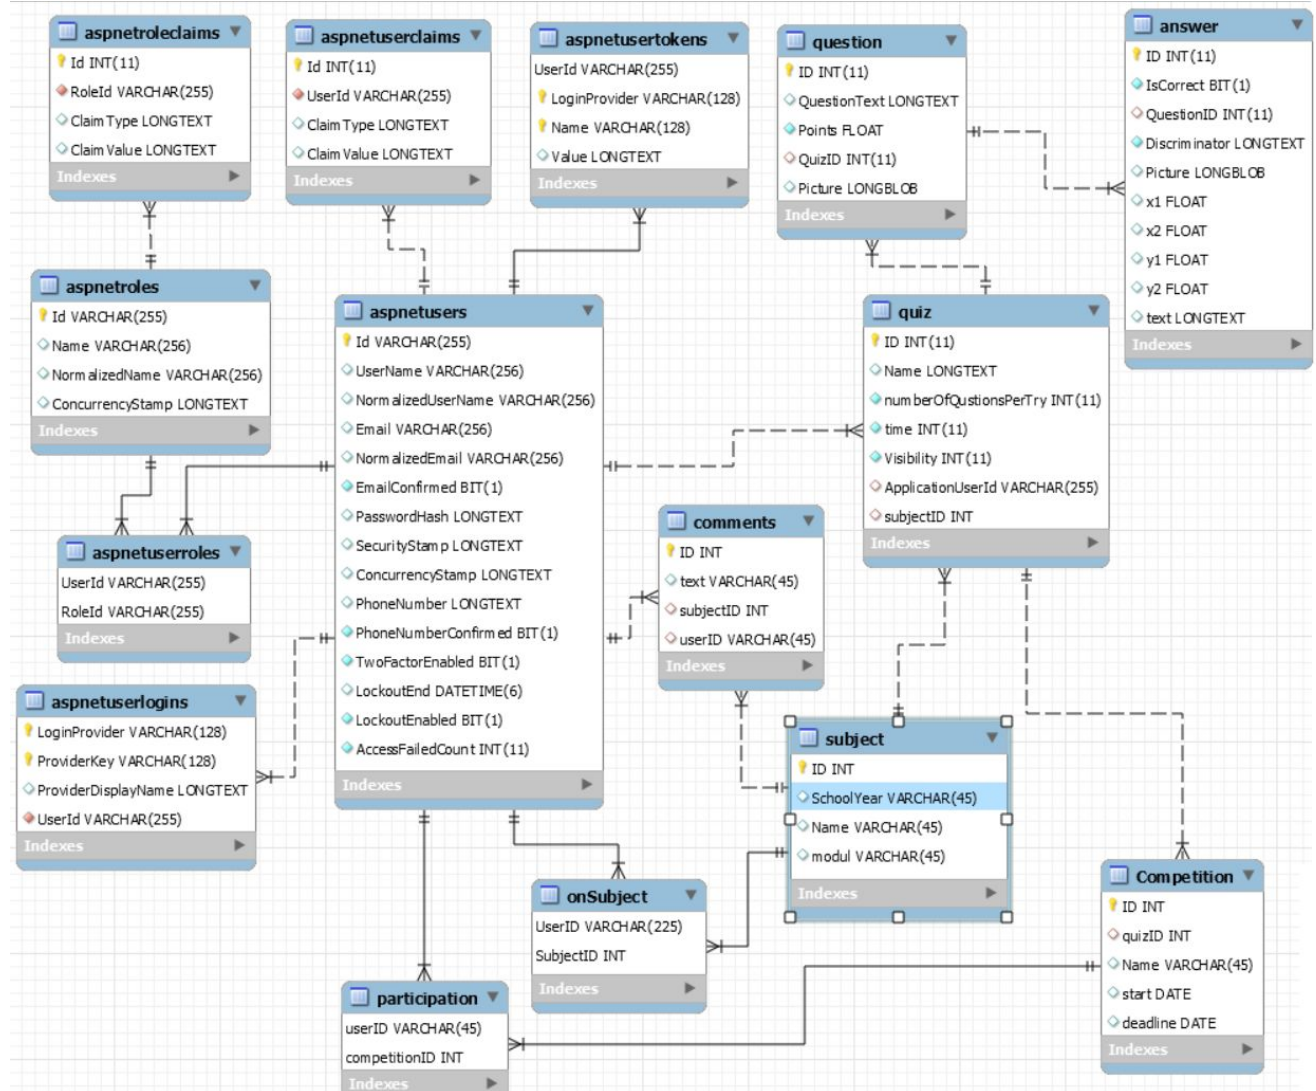 aspnetroleclaims
Id INT(11)
RoleId VARCHAR(255)
ClaimType LONGTEXT
ClaimValue LONGTEXT
Indexes
aspnetuserclaims
Id INT(11)
UserId VARCHAR(255)
ClaimType LONGTEXT
ClaimValue LONGTEXT
Indexes
aspnetusertokens
UserId VARCHAR(255)
LoginProvider VARCHAR(128)
Name VARCHAR(128)
Value LONGTEXT
Indexes
question
ID INT(11)
QuestionText LONGTEXT
Points FLOAT
QuizID INT(11)
Picture LONGBLOB
Indexes
answer
ID INT(11)
IsCorrect BIT(1)
QuestionID INT(11)
Discriminator LONGTEXT
Picture LONGBLOB
x1 FLOAT
x2 FLOAT
y1 FLOAT
y2 FLOAT
text LONGTEXT
Indexes
aspnetroles
Id VARCHAR(255)
Name VARCHAR(256)
NormalizedName VARCHAR(256)
ConcurrencyStamp LONGTEXT
Indexes
aspnetusers
Id VARCHAR(255)
UserName VARCHAR(256)
NormalizedUserName VARCHAR(256)
Email VARCHAR(256)
NormalizedEmail VARCHAR(256)
EmailConfirmed BIT(1)
PasswordHash LONGTEXT
SecurityStamp LONGTEXT
ConcurrencyStamp LONGTEXT
PhoneNumber LONGTEXT
PhoneNumberConfirmed BIT(1)
TwoFactorEnabled BIT(1)
LockoutEnd DATETIME(6)
LockoutEnabled BIT(1)
AccessFailedCount INT(11)
Indexes
quiz
ID INT(11)
Name LONGTEXT
numberOfQustionsPerTry INT(11)
time INT(11)
Visibility INT(11)
ApplicationUserId VARCHAR(255)
subjectID INT
Indexes
aspnetuserroles
UserId VARCHAR(255)
RoleId VARCHAR(255)
Indexes
comments
ID INT
text VARCHAR(45)
subjectID INT
userID VARCHAR(45)
Indexes
aspnetuserlogins
LoginProvider VARCHAR(128)
ProviderKey VARCHAR(128)
ProviderDisplayName LONGTEXT
UserId VARCHAR(255)
Indexes
subject
ID INT
SchoolYear VARCHAR(45)
Name VARCHAR(45)
modul VARCHAR(45)
Indexes
onSubject
UserID VARCHAR(225)
SubjectID INT
Indexes
Competition
ID INT
quizID INT
Name VARCHAR(45)
start DATE
deadline DATE
Indexes
participation
userID VARCHAR(45)
competitionID INT
Indexes